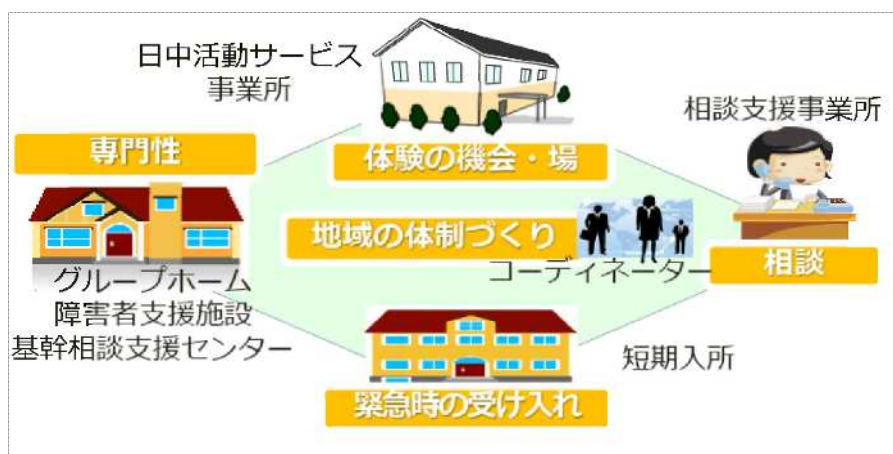 日中活動サービス
事業所
体験の機会・場
相談支援事業所
専門性
グループホーム
障害者支援施設
基幹相談支援センター
地域の体制づくり
コーディネーター
相談
短期入所
緊急時の受け入れ